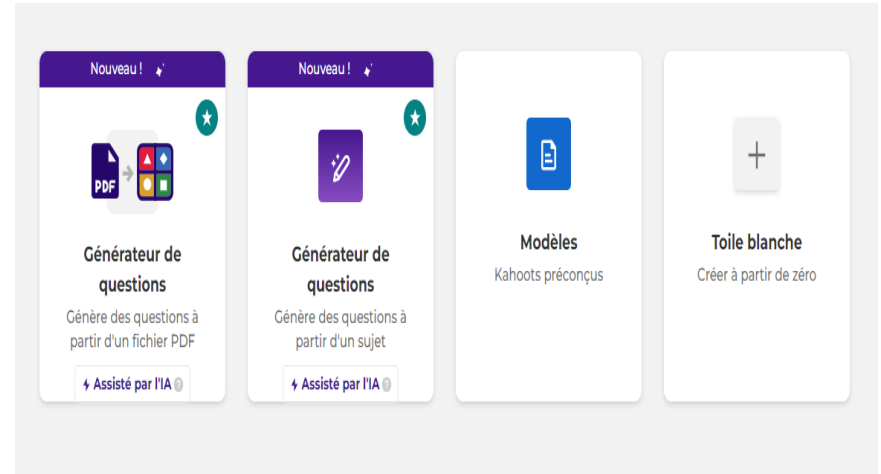 Nouveau !
PDF
Générateur de
questions
Génère des questions à
partir d'un fichier PDF
Assisté par l'IA ?
Nouveau !
Générateur de
questions
Génère des questions à
partir d'un sujet
Assisté par l'IA ?
Modèles
Kahoots préconçus
Toile blanche
Créer à partir de zéro